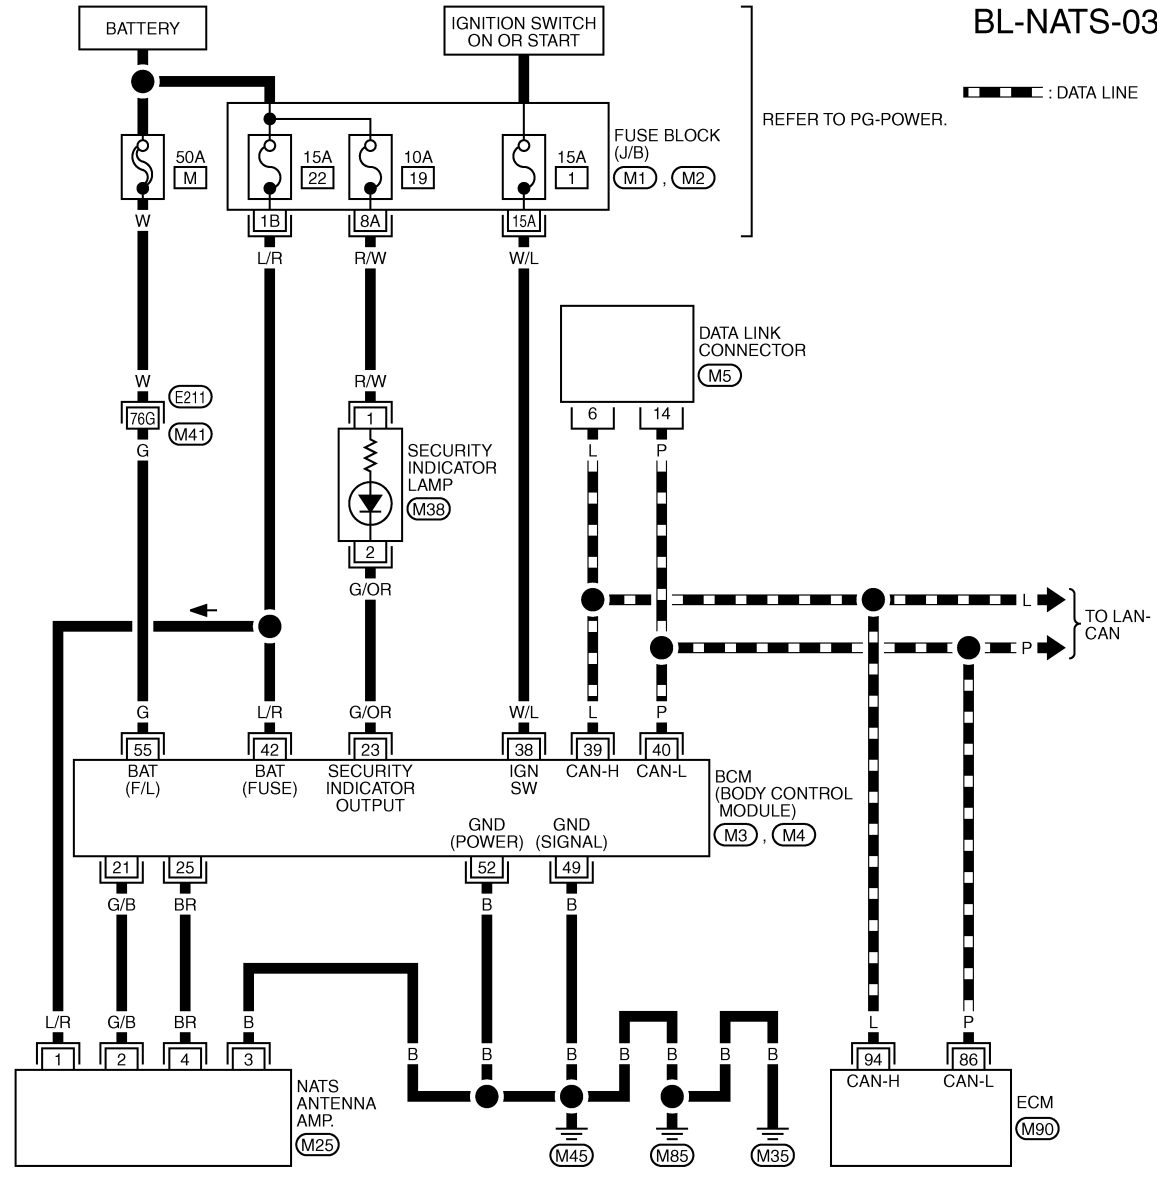 BL-NATS-03
BATTERY
IGNITION SWITCH
ON OR START
: DATA LINE
REFER TO PG-POWER.
50A
M
15A
22
10A
19
15A
1
FUSE BLOCK
(J/B)
M1 , M2
W
1B
8A
15A
L/R
R/W
W/L
DATA LINK
CONNECTOR
M5
W
R/W
E211
76G
M41
1
6
14
G
L
P
SECURITY
INDICATOR
LAMP
M38
2
G/OR
L
TO LAN-
CAN
P
G
L/R
G/OR
W/L
L
P
55
42
23
38
39
40
BAT
(F/L)
BAT
(FUSE)
SECURITY
INDICATOR
OUTPUT
IGN
SW
CAN-H
CAN-L
BCM
(BODY CONTROL
MODULE)
M3 , M4
GND
(POWER)
GND
(SIGNAL)
21
25
52
49
G/B
BR
B
B
L/R
G/B
BR
B
L
P
1
2
4
3
B
B
B
B
B
B
B
94
86
CAN-H
CAN-L
NATS
ANTENNA
AMP.
M25
ECM
M90
M45
M85
M35